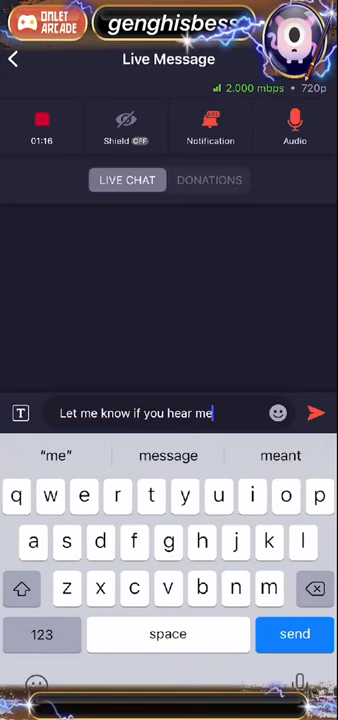 OMLET
ARCADE
genghisbess
Live Message
2.000 mbps • 720p
LIVE
01:16
Shield OFF
Notification
Audio
LIVE CHAT
DONATIONS
T
Let me know if you hear me
“me”
message
meant
q w e r t y u i o p
a s d f g h j k l
z x c v b n m
123
space
send